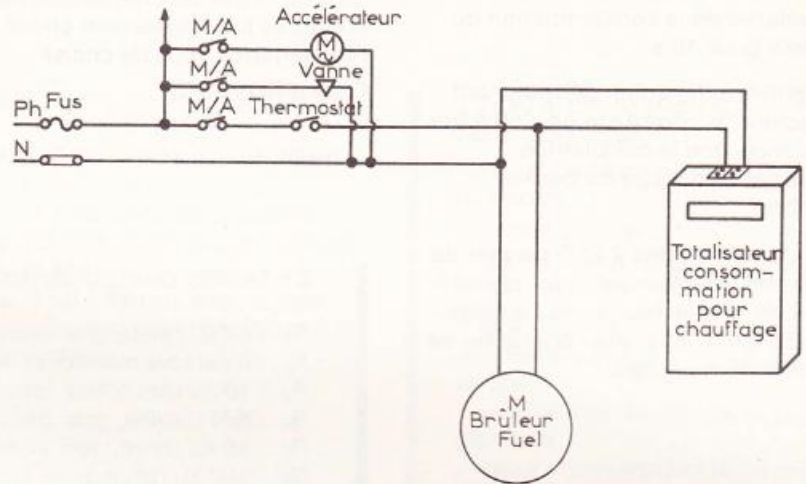 Accélérateur
M/A
M
M/A
Vanne
Ph Fus
M/A
Thermostat
N
Totalisateur
consom-
mation
pour
chauffage
M
Brûleur
Fuel